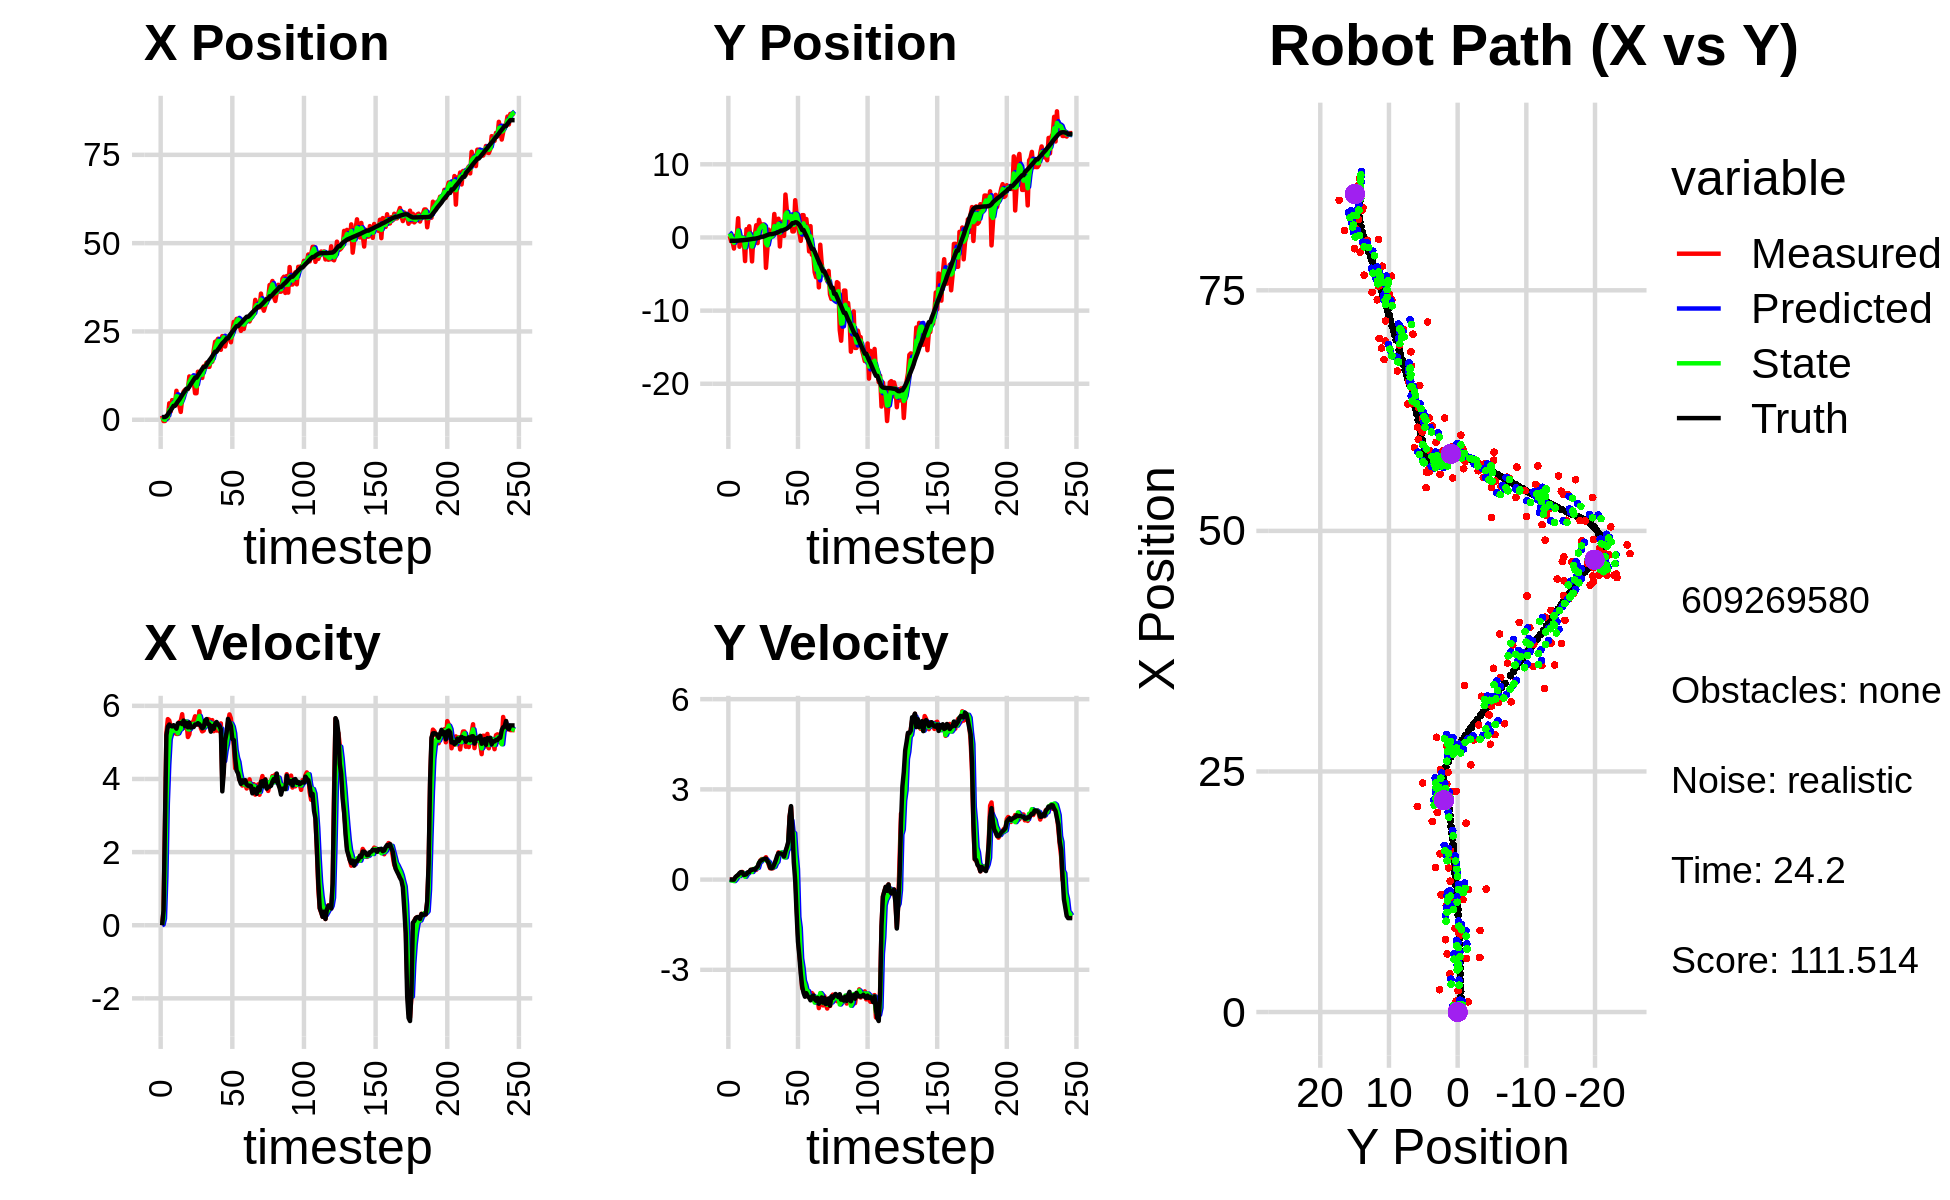 X Position
75
50
25
0
0
50
100
150
200
250
timestep
Y Position
10
0
-10
-20
0
50
100
150
200
250
timestep
X Velocity
6
4
2
0
-2
0
50
100
150
200
250
timestep
Y Velocity
6
3
0
-3
0
50
100
150
200
250
timestep
Robot Path (X vs Y)
X Position
75
50
25
0
20 10 0 -10 -20
Y Position
variable
Measured
Predicted
State
Truth
609269580
Obstacles: none
Noise: realistic
Time: 24.2
Score: 111.514